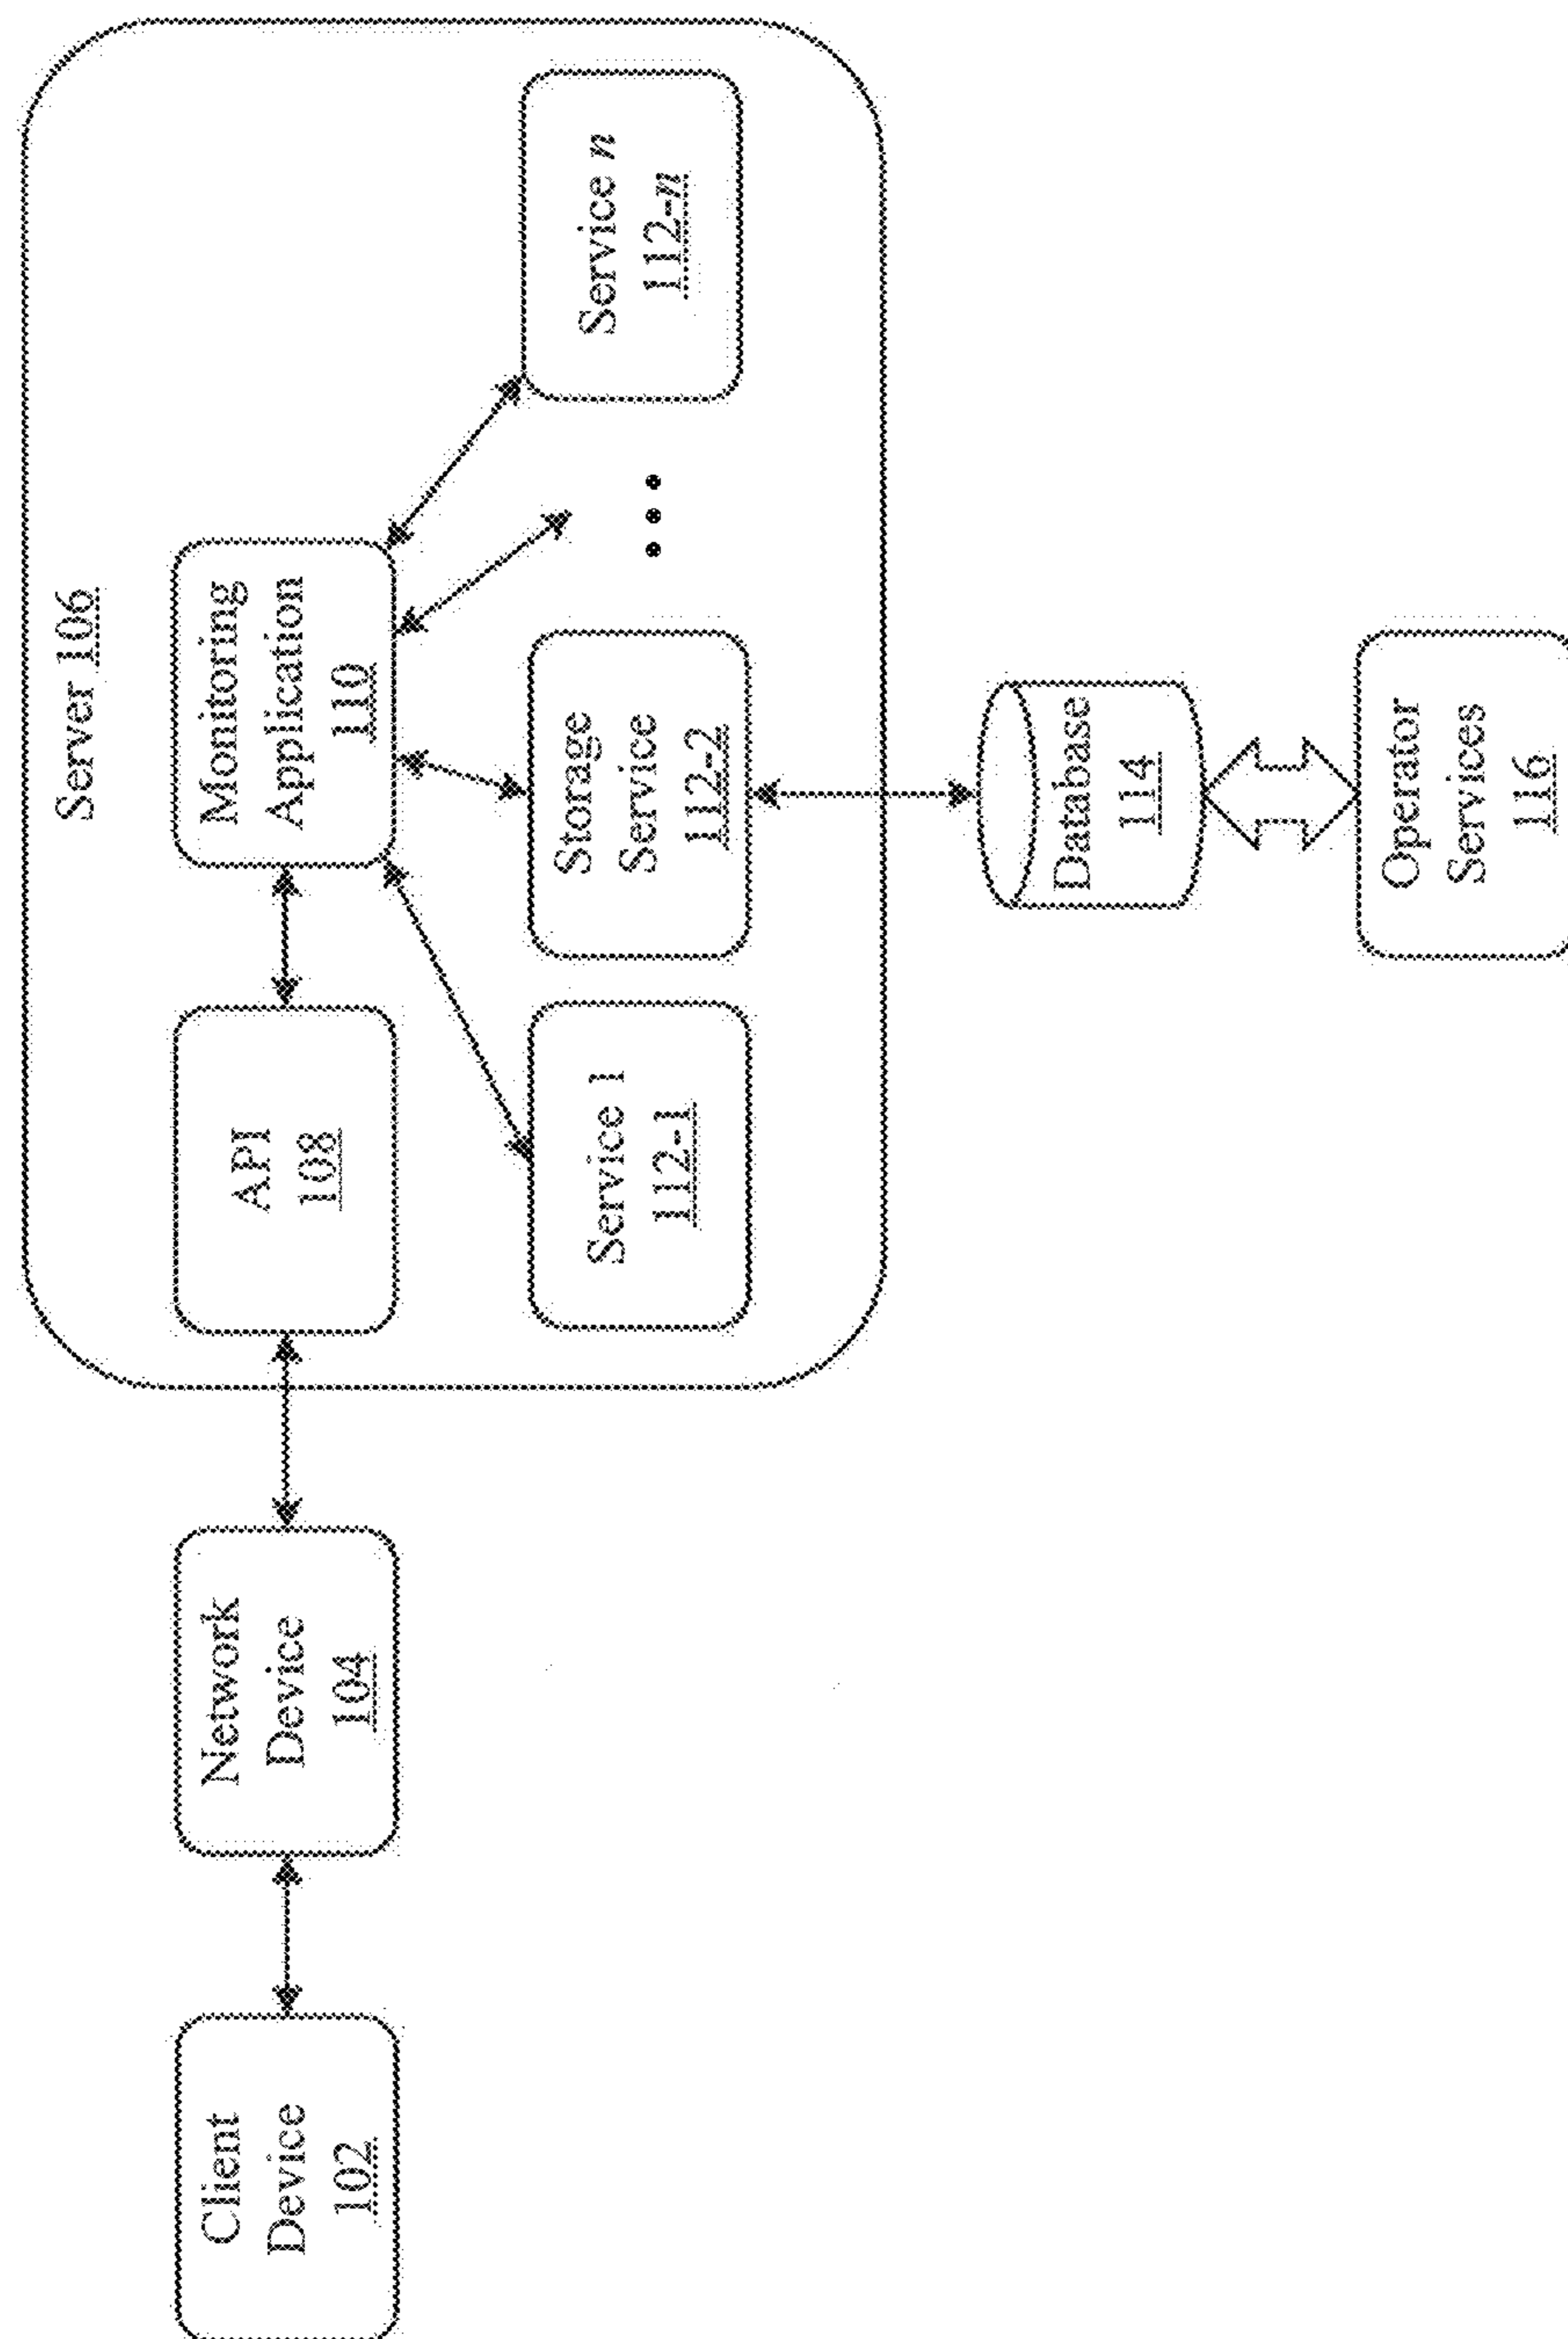 Server 106
Client
Device
102
Network
Device
104
API
108
Monitoring
Application
110
Service 1
112-1
Storage
Service
112-2
Service n
112-n
Database
114
Operator
Services
116